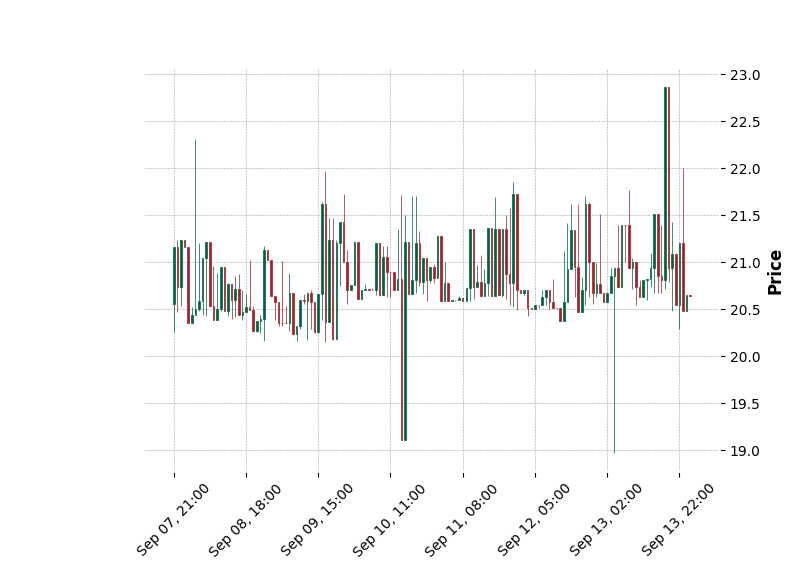 23.0
22.5
22.0
21.5
21.0
20.5
20.0
19.5
19.0
Price
Sep 07, 21:00
Sep 08, 18:00
Sep 09, 15:00
Sep 10, 11:00
Sep 11, 08:00
Sep 12, 05:00
Sep 13, 02:00
Sep 13, 22:00